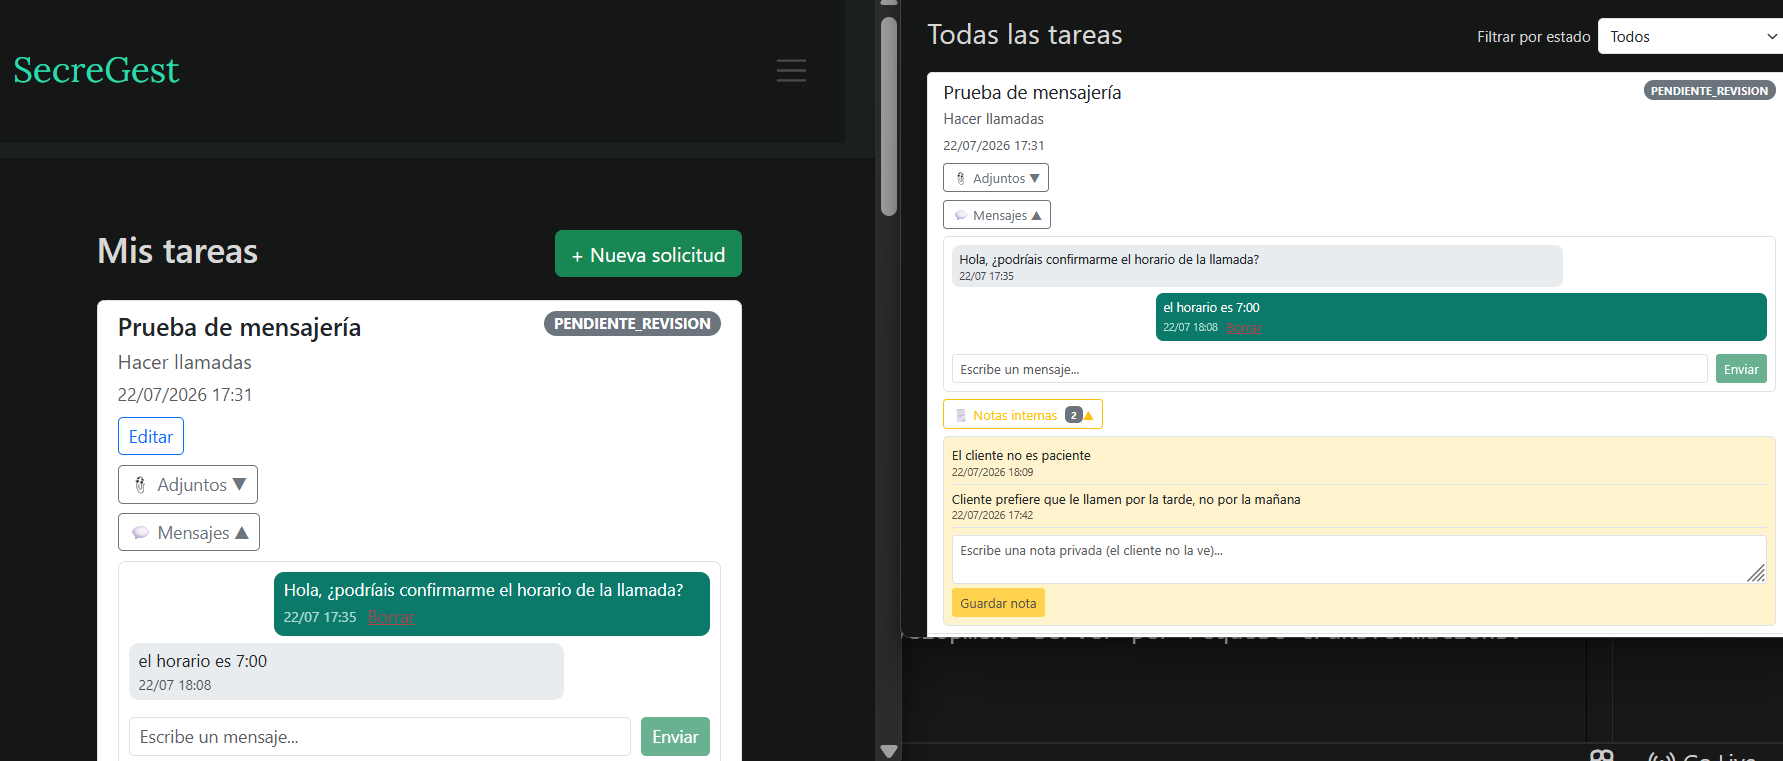 SecreGest
Mis tareas
+ Nueva solicitud
Prueba de mensajería
PENDIENTE_REVISION
Hacer llamadas
22/07/2026 17:31
Editar
Adjuntos ▼
Mensajes ▲
Hola, ¿podríais confirmarme el horario de la llamada?
22/07 17:35 Borrar
el horario es 7:00
22/07 18:08
Escribe un mensaje...
Enviar
Todas las tareas
Filtrar por estado
Todos
Prueba de mensajería
PENDIENTE_REVISION
Hacer llamadas
22/07/2026 17:31
Adjuntos ▼
Mensajes ▲
Hola, ¿podríais confirmarme el horario de la llamada?
22/07 17:35
el horario es 7:00
22/07 18:08 Borrar
Escribe un mensaje...
Enviar
Notas internas 2 ▲
El cliente no es paciente
22/07/2026 18:09
Cliente prefiere que le llamen por la tarde, no por la mañana
22/07/2026 17:42
Escribe una nota privada (el cliente no la ve)...
Guardar nota
Go Live